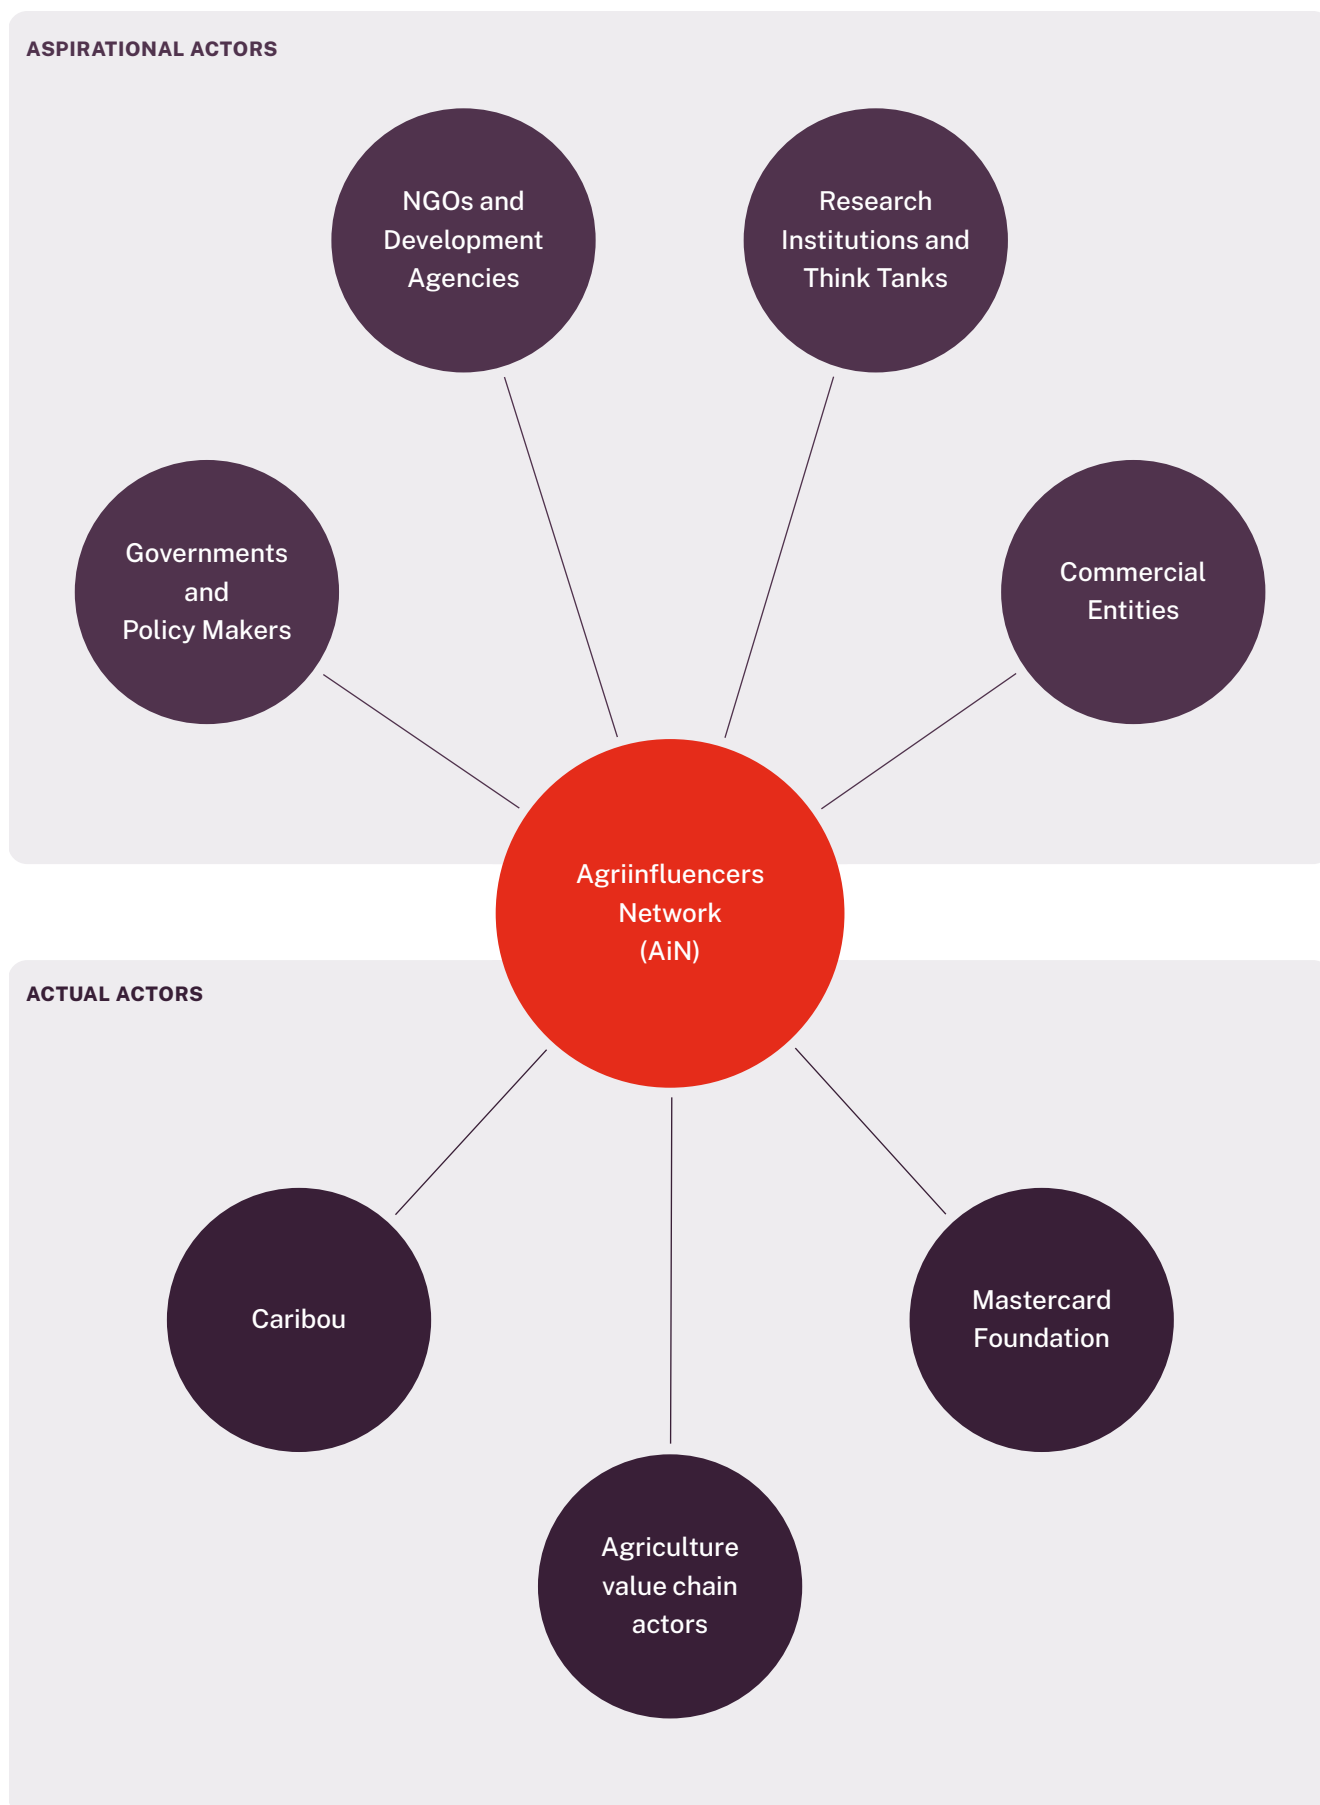 ASPIRATIONAL ACTORS
NGOs and
Development
Agencies
Research
Institutions and
Think Tanks
Governments
and
Policy Makers
Commercial
Entities
Agriinfluencers
Network
(AiN)
ACTUAL ACTORS
Caribou
Mastercard
Foundation
Agriculture
value chain
actors